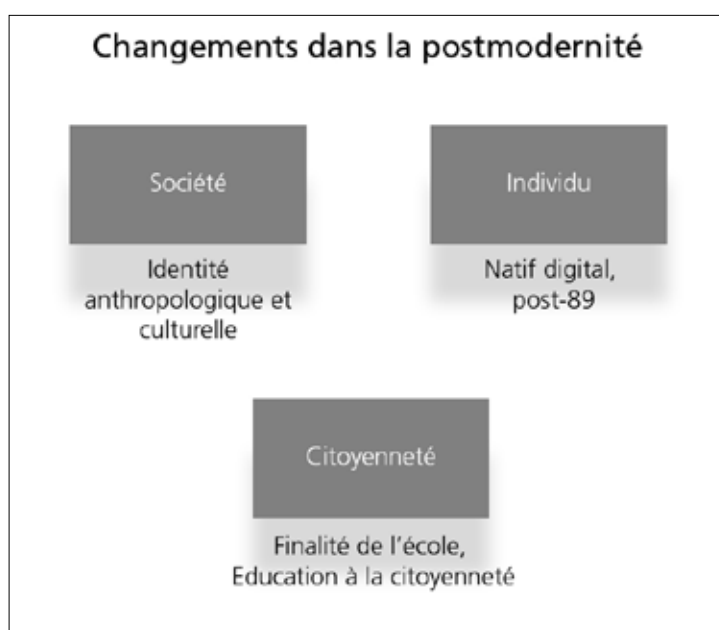 Changements dans la postmodernité
Société
Identité
anthropologique et
culturelle
Individu
Natif digital,
post-89
Citoyenneté
Finalité de l'école,
Education à la citoyenneté